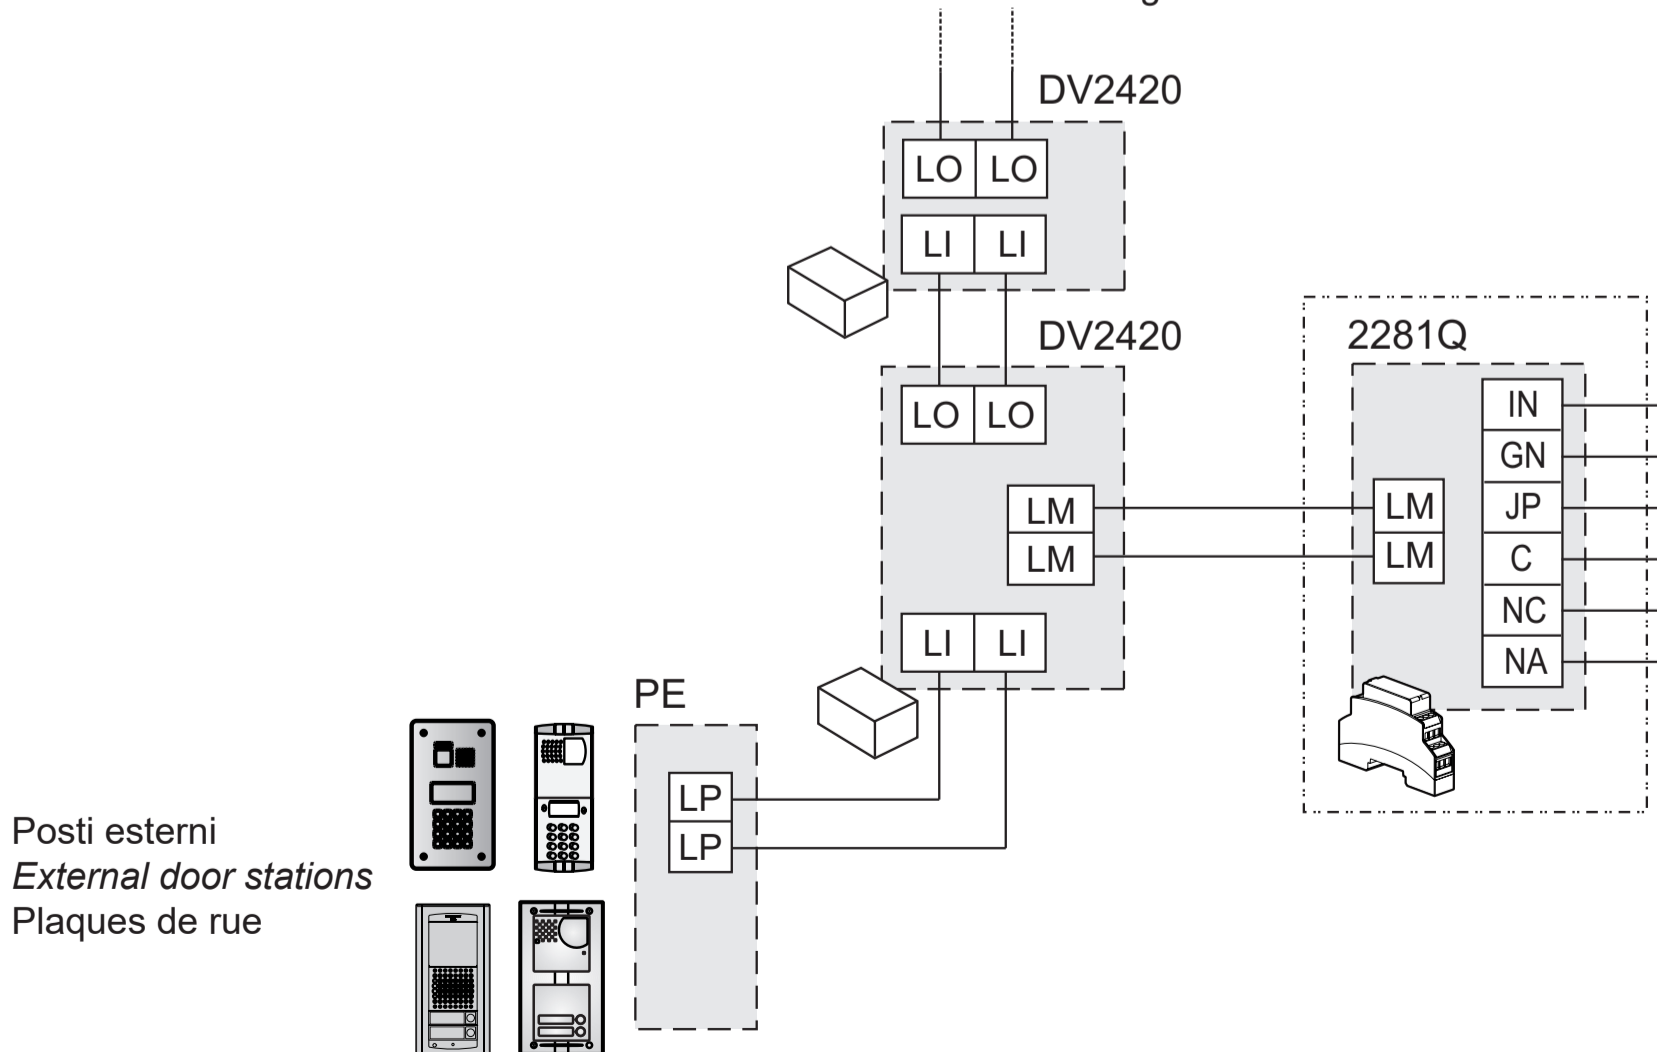 DV2420
LO LO
LI LI
DV2420
2281Q
LO LO
IN
GN
LM
LM
JP
LM
LM
C
NC
LI LI
NA
PE
LP
LP
Posti esterni
External door stations
Plaques de rue